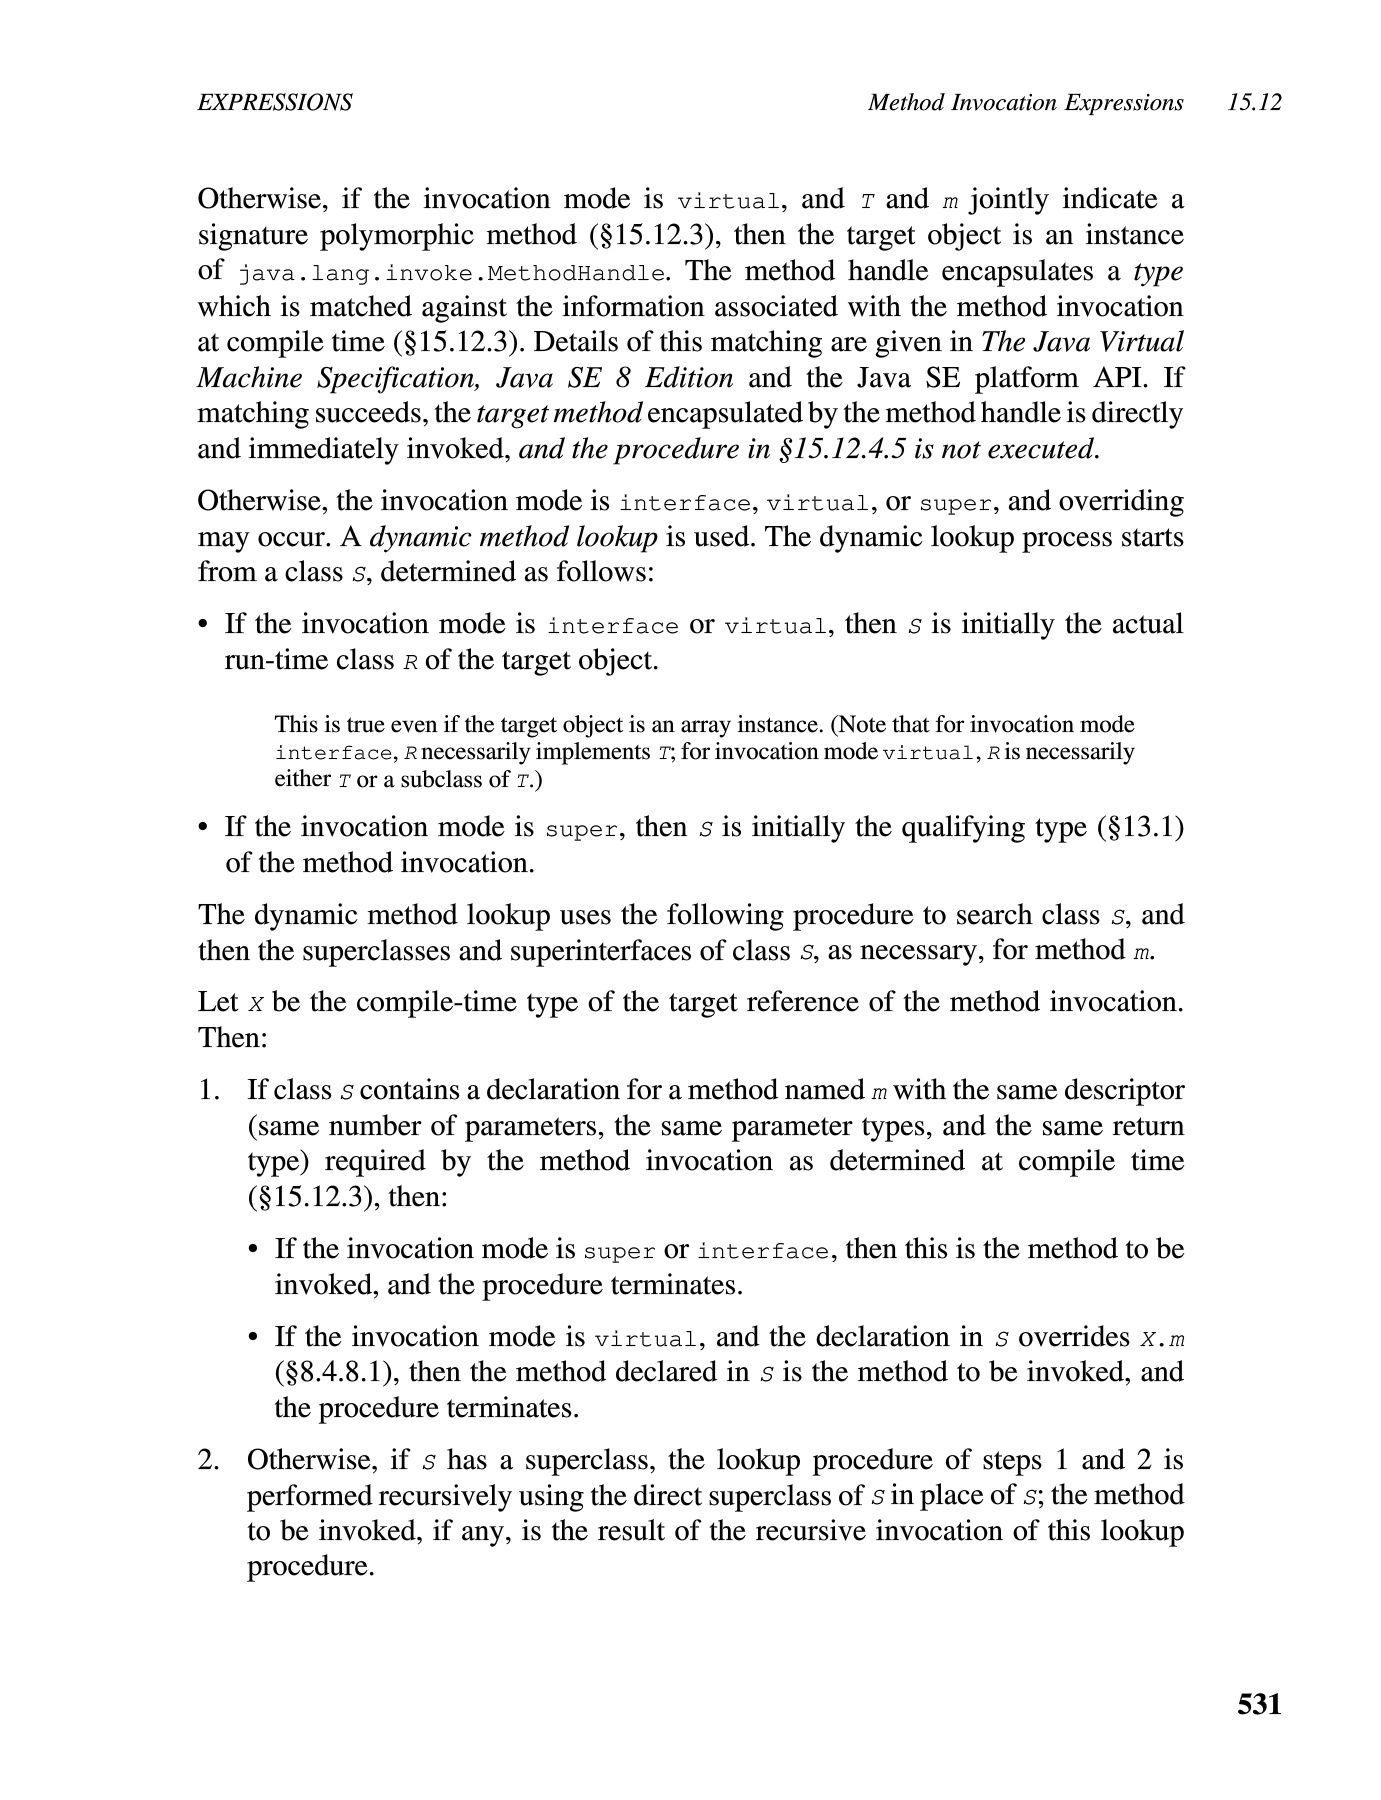 EXPRESSIONS Method Invocation Expressions 15.12
Otherwise, if the invocation mode is virtual, and T and m jointly indicate a
signature polymorphic method (§15.12.3), then the target object is an instance
of java.lang.invoke.MethodHandle. The method handle encapsulates a type
which is matched against the information associated with the method invocation
at compile time (§15.12.3). Details of this matching are given in The Java Virtual
Machine Specification, Java SE 8 Edition and the Java SE platform API. If
matching succeeds, the target method encapsulated by the method handle is directly
and immediately invoked, and the procedure in §15.12.4.5 is not executed.
Otherwise, the invocation mode is interface, virtual, or super, and overriding
may occur. A dynamic method lookup is used. The dynamic lookup process starts
from a class S, determined as follows:
• If the invocation mode is interface or virtual, then S is initially the actual
run-time class R of the target object.
This is true even if the target object is an array instance. (Note that for invocation mode
interface, R necessarily implements T; for invocation mode virtual, R is necessarily
either T or a subclass of T.)
• If the invocation mode is super, then S is initially the qualifying type (§13.1)
of the method invocation.
The dynamic method lookup uses the following procedure to search class S, and
then the superclasses and superinterfaces of class S, as necessary, for method m.
Let X be the compile-time type of the target reference of the method invocation.
Then:
1. If class S contains a declaration for a method named m with the same descriptor
(same number of parameters, the same parameter types, and the same return
type) required by the method invocation as determined at compile time
(§15.12.3), then:
• If the invocation mode is super or interface, then this is the method to be
invoked, and the procedure terminates.
• If the invocation mode is virtual, and the declaration in S overrides X.m
(§8.4.8.1), then the method declared in S is the method to be invoked, and
the procedure terminates.
2. Otherwise, if S has a superclass, the lookup procedure of steps 1 and 2 is
performed recursively using the direct superclass of S in place of S; the method
to be invoked, if any, is the result of the recursive invocation of this lookup
procedure.
531